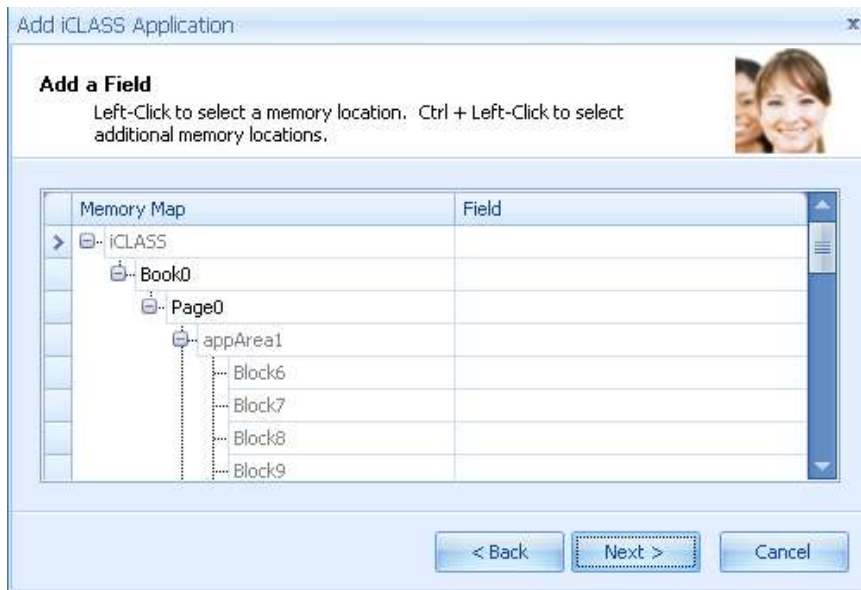 Add iCLASS Application
x
Add a Field
Left-Click to select a memory location.  Ctrl + Left-Click to select
additional memory locations.
Memory Map Field
iCLASS
Book0
Page0
appArea1
Block6
Block7
Block8
Block9
< Back Next > Cancel